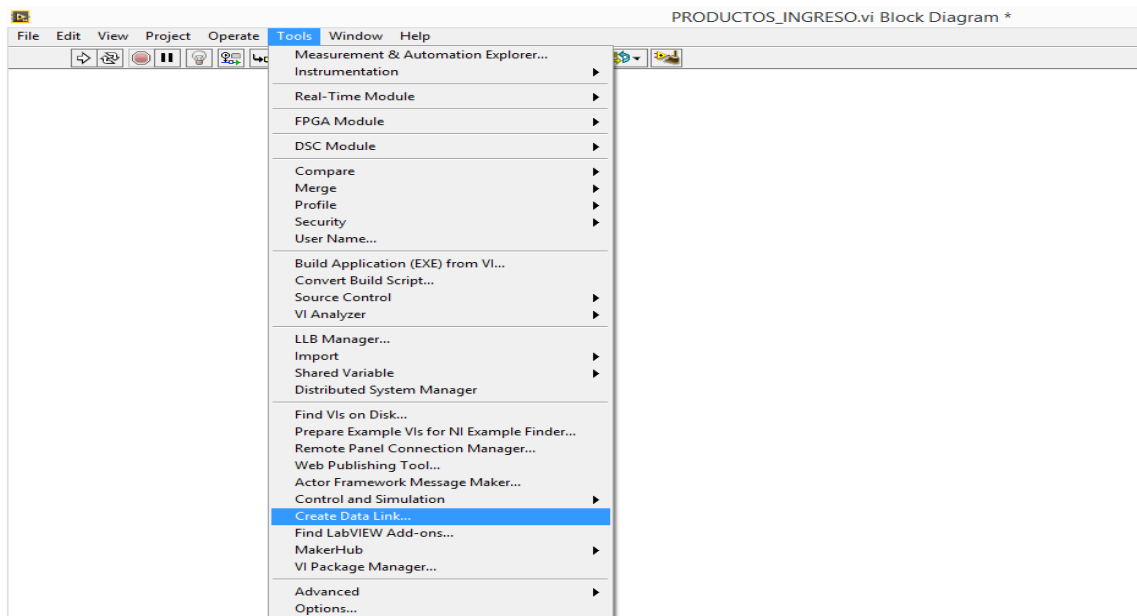 PRODUCTOS_INGRESO.vi Block Diagram *
File Edit View Project Operate Tools Window Help
Measurement & Automation Explorer...
Instrumentation
Real-Time Module
FPGA Module
DSC Module
Compare
Merge
Profile
Security
User Name...
Build Application (EXE) from VI...
Convert Build Script...
Source Control
VI Analyzer
LLB Manager...
Import
Shared Variable
Distributed System Manager
Find VIs on Disk...
Prepare Example VIs for NI Example Finder...
Remote Panel Connection Manager...
Web Publishing Tool...
Actor Framework Message Maker...
Control and Simulation
Create Data Link...
Find LabVIEW Add-ons...
MakerHub
VI Package Manager...
Advanced
Options...